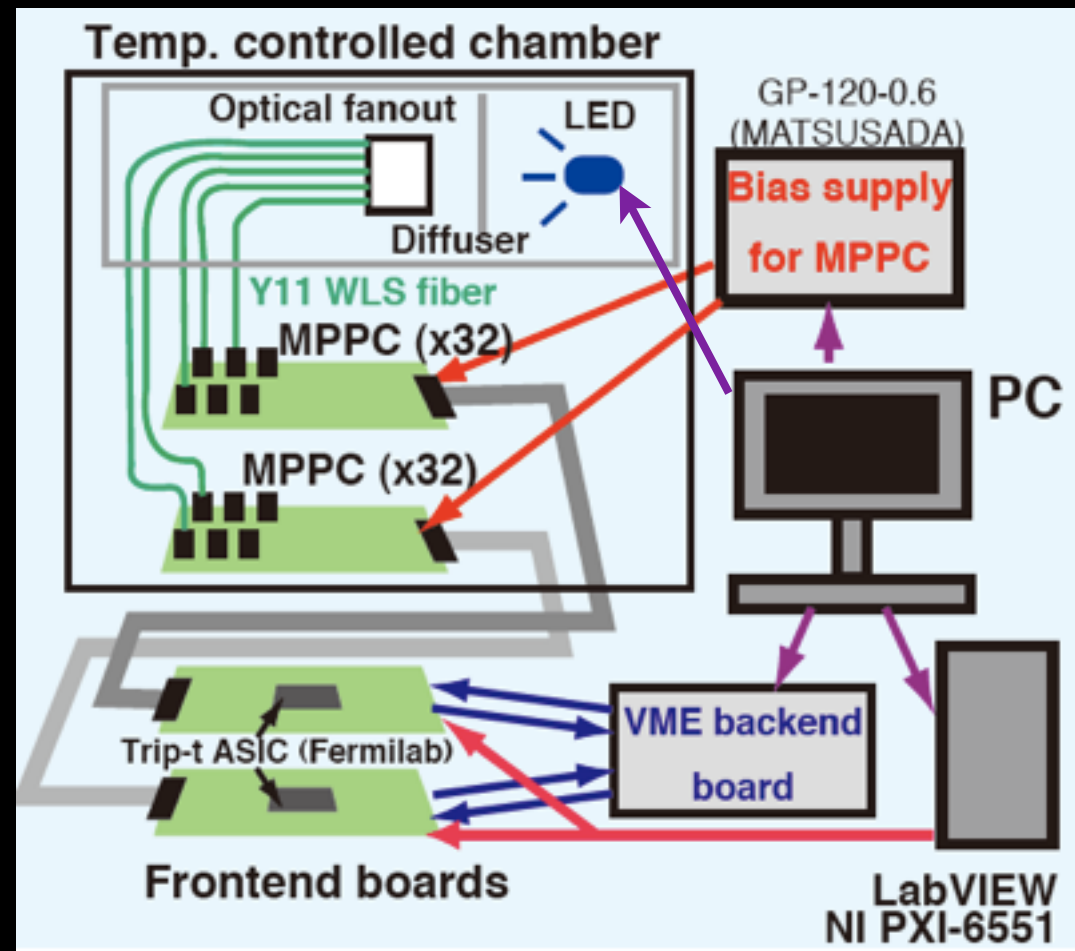 Temp. controlled chamber
Optical fanout
LED
Diffuser
GP-120-0.6
(MATSUSADA)
Bias supply
for MPPC
Y11 WLS fiber
MPPC (x32)
PC
MPPC (x32)
Trip-t ASIC (Fermilab)
VME backend
board
Frontend boards
LabVIEW
NI PXI-6551